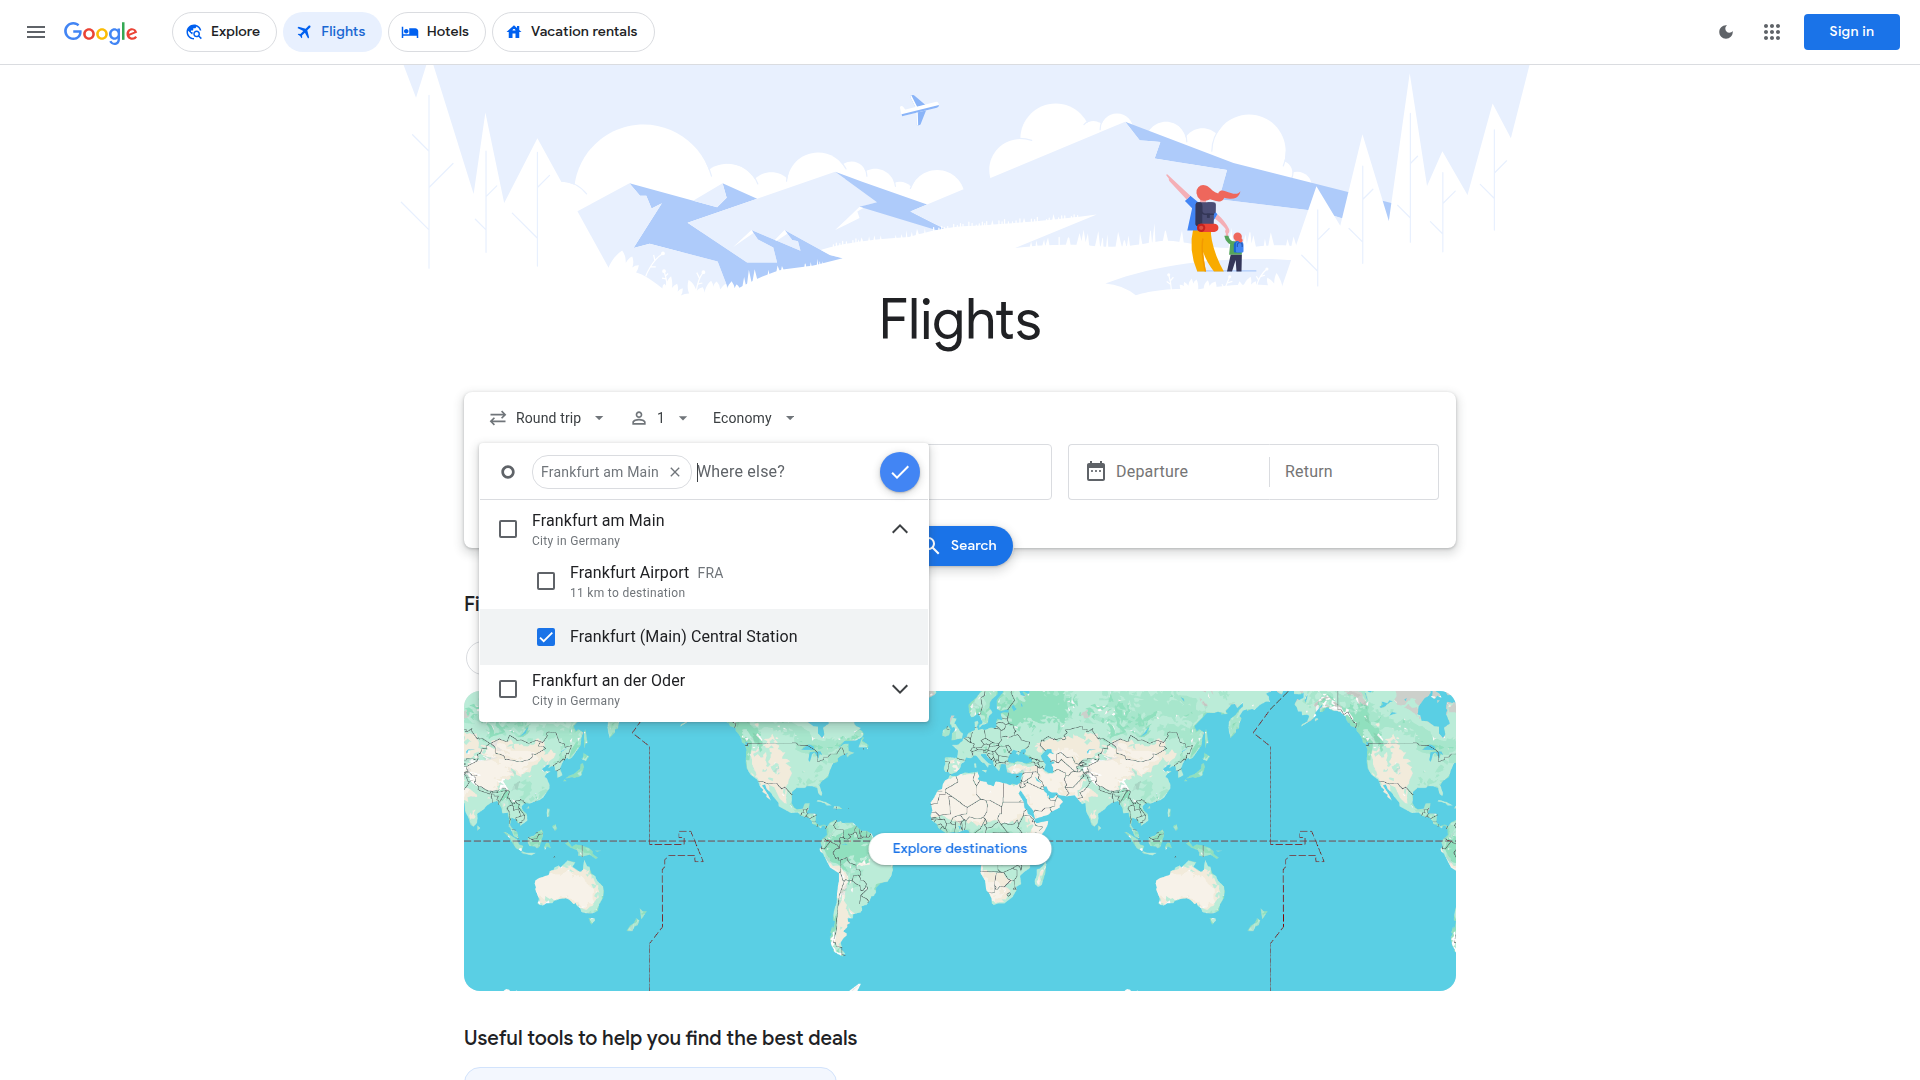 Google
Explore
Flights
Hotels
Vacation rentals
Sign in
Flights
Round trip
1
Economy
Frankfurt am Main
Where else?
Departure
Return
Frankfurt am Main
City in Germany
Frankfurt Airport FRA
11 km to destination
Search
Fi
Frankfurt (Main) Central Station
Frankfurt an der Oder
City in Germany
Explore destinations
Useful tools to help you find the best deals